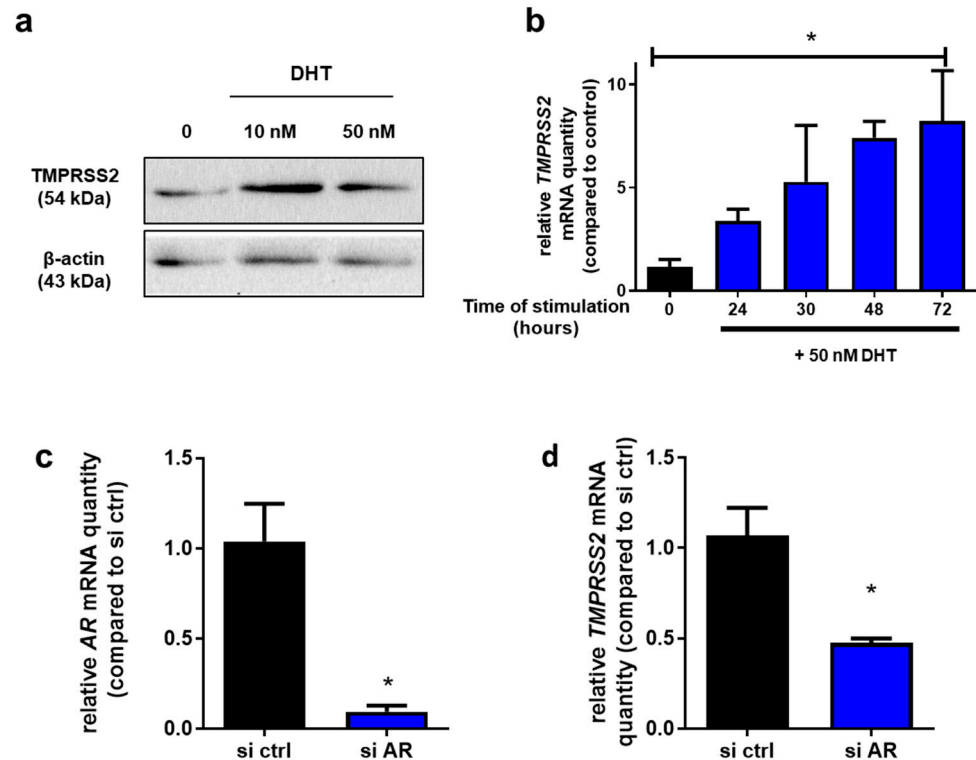 a
DHT
0 10 nM 50 nM
TMPRSS2
(54 kDa)
β-actin
(43 kDa)
b
*
relative TMPRSS2
mRNA quantity
(compared to control)
10
5
0
Time of stimulation
(hours)
0 24 30 48 72
+ 50 nM DHT
c
relative AR mRNA quantity
(compared to si ctrl)
1.5
1.0
0.5
0.0
*
si ctrl si AR
d
relative TMPRSS2 mRNA
quantity (compared to si ctrl)
1.5
1.0
0.5
0.0
*
si ctrl si AR